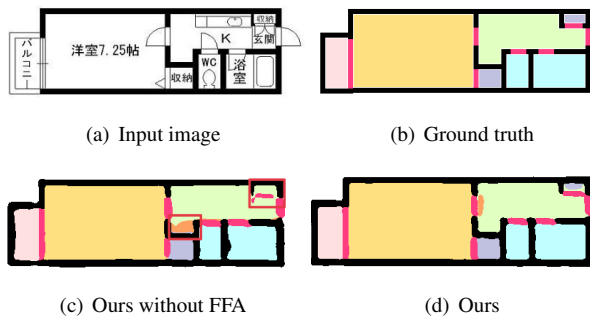 収納
バルコニー
洋室7.25帖
K
玄関
WC
浴室
収納
(a) Input image
(b) Ground truth
(c) Ours without FFA
(d) Ours